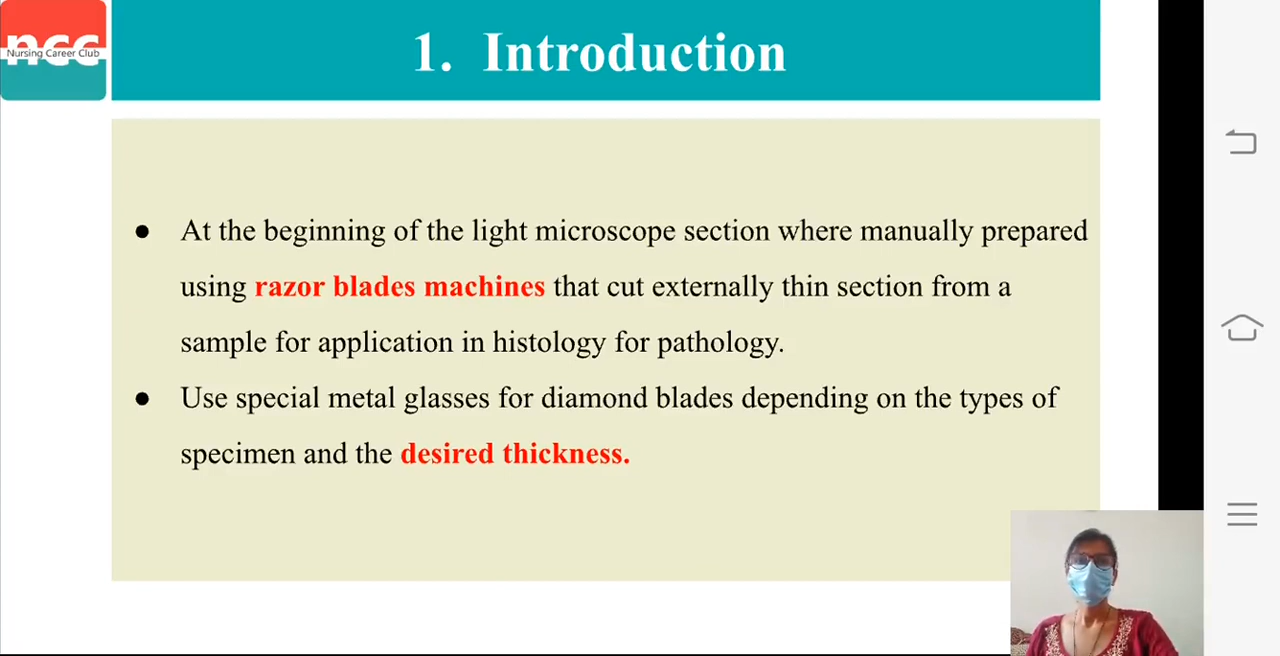 ncc
Nursing Career Club
1. Introduction
● At the beginning of the light microscope section where manually prepared
using razor blades machines that cut externally thin section from a
sample for application in histology for pathology.
● Use special metal glasses for diamond blades depending on the types of
specimen and the desired thickness.